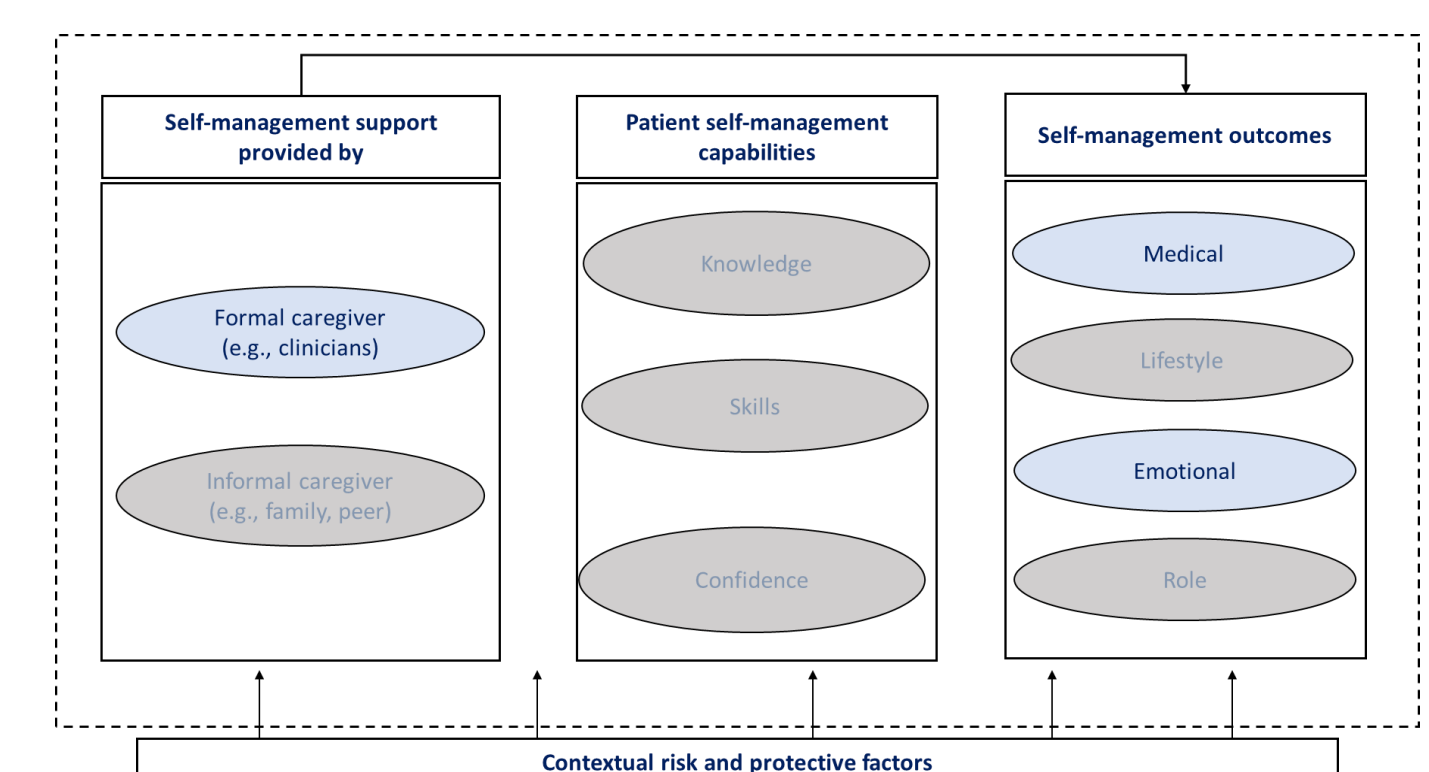 Self-management support
provided by
Formal caregiver
(e.g., clinicians)
Informal caregiver
(e.g., family, peer)
Patient self-management
capabilities
Knowledge
Skills
Confidence
Self-management outcomes
Medical
Lifestyle
Emotional
Role
Contextual risk and protective factors